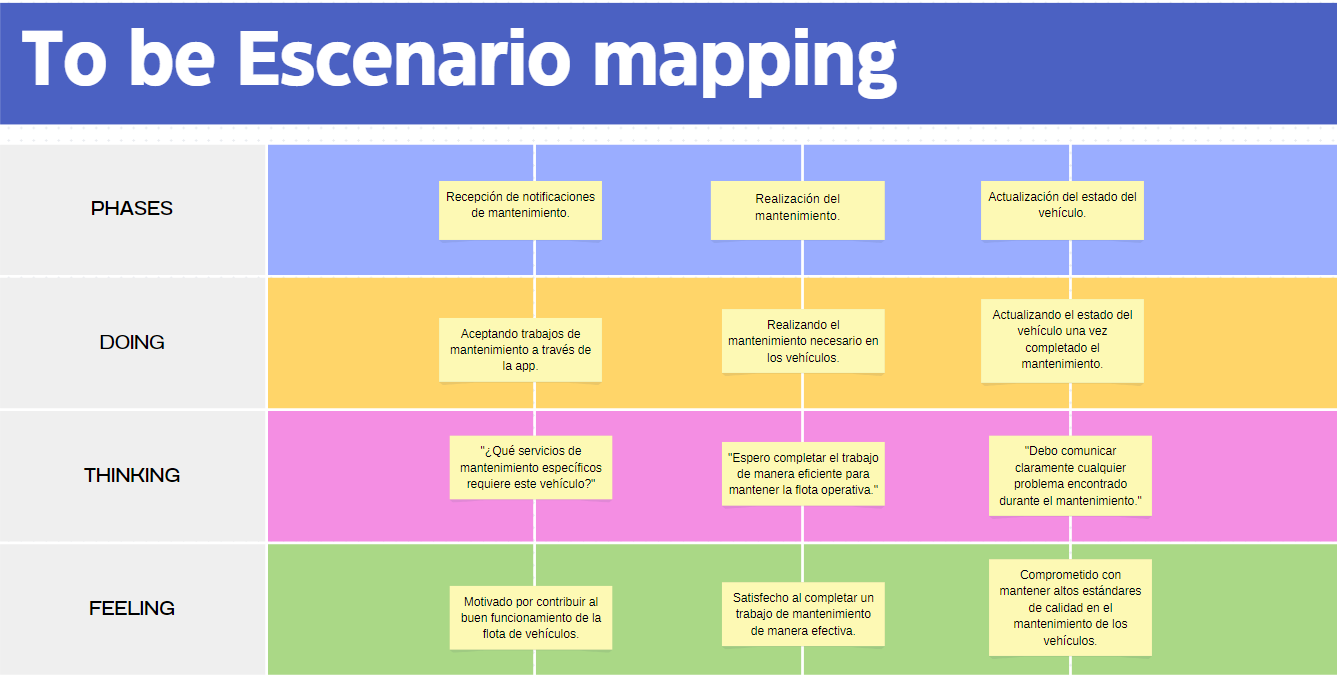 To be Escenario mapping
PHASES
Recepción de notificaciones
de mantenimiento.
Realización del
mantenimiento.
Actualización del estado del
vehículo.
DOING
Aceptando trabajos de
mantenimiento a través de
la app.
Realizando el
mantenimiento necesario en
los vehículos.
Actualizando el estado del
vehículo una vez
completado el
mantenimiento.
THINKING
"¿Qué servicios de
mantenimiento específicos
requiere este vehículo?"
"Espero completar el trabajo
de manera eficiente para
mantener la flota operativa."
"Debo comunicar
claramente cualquier
problema encontrado
durante el mantenimiento."
FEELING
Motivado por contribuir al
buen funcionamiento de la
flota de vehículos.
Satisfecho al completar un
trabajo de mantenimiento
de manera efectiva.
Comprometido con
mantener altos estándares
de calidad en el
mantenimiento de los
vehículos.